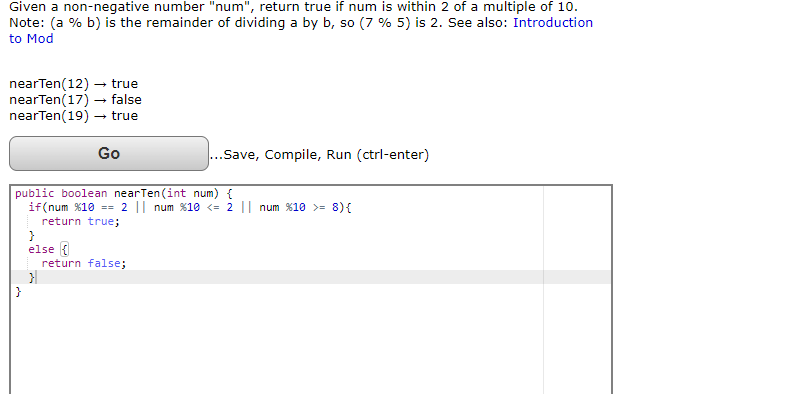 Given a non-negative number "num", return true if num is within 2 of a multiple of 10.
Note: (a % b) is the remainder of dividing a by b, so (7 % 5) is 2. See also: Introduction
to Mod
nearTen(12) → true
nearTen(17) → false
nearTen(19) → true
Go
...Save, Compile, Run (ctrl-enter)
public boolean nearTen(int num) {
if(num %10 == 2 || num %10 <= 2 || num %10 >= 8){
return true;
}
else {
return false;
}
}